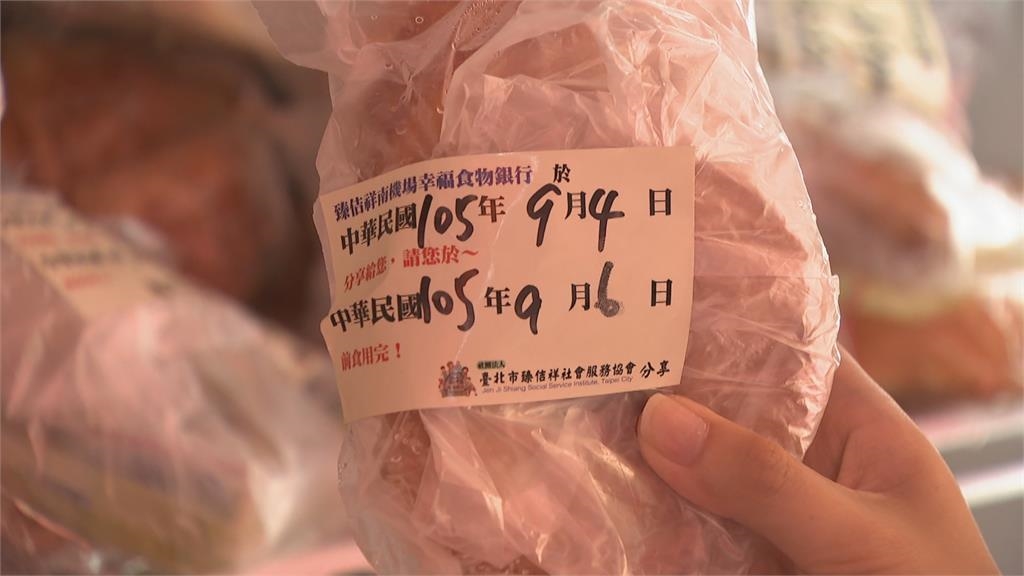 臻佶祥南機場幸福食物銀行 於
中華民國105年 9月4 日
分享給您，請您於～
中華民國105年9 月6 日
前食用完！
社團法人
臺北市臻佶祥社會服務協會 分享
Jen Ji Shiang Social Service Institute, Taipei City